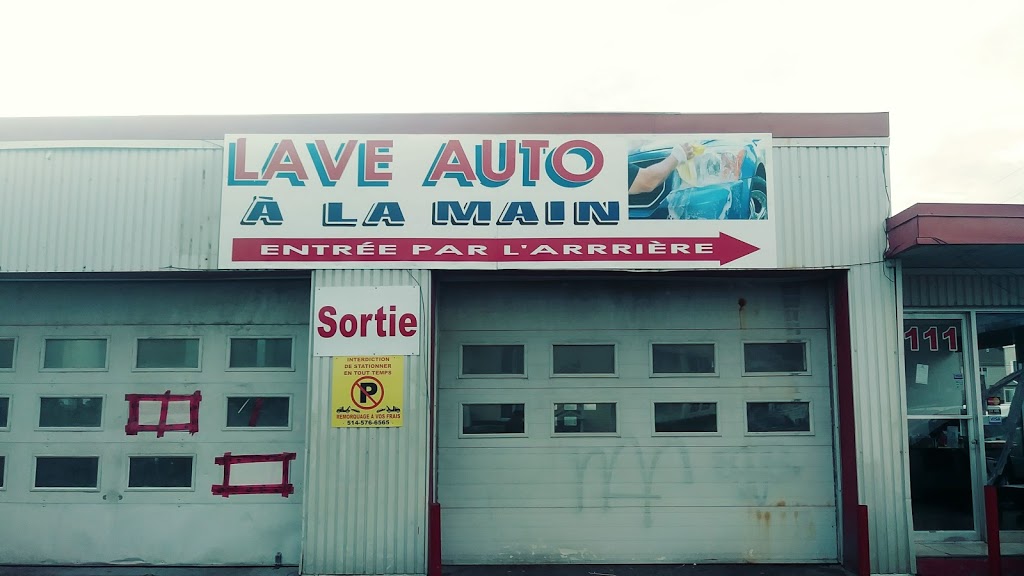 LAVE AUTO
À LA MAIN
ENTRÉE PAR L'ARRRIÈRE
Sortie
INTERDICTION
DE STATIONNER
EN TOUT TEMPS
P
REMORQUAGE À VOS FRAIS
514-576-6565
111